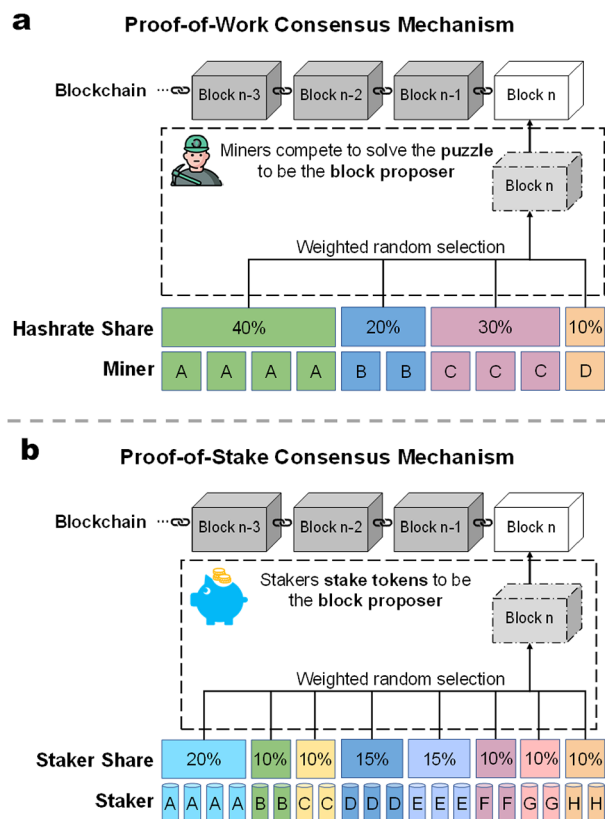 a
Proof-of-Work Consensus Mechanism
Blockchain ... Block n-3 Block n-2 Block n-1 Block n
Miners compete to solve the puzzle
to be the block proposer
Block n
Weighted random selection
Hashrate Share 40% 20% 30% 10%
Miner A A A A B B C C C D
b
Proof-of-Stake Consensus Mechanism
Blockchain ... Block n-3 Block n-2 Block n-1 Block n
Stakers stake tokens to be
the block proposer
Block n
Weighted random selection
Staker Share 20% 10% 10% 15% 15% 10% 10% 10%
Staker A A A A B B C C D D D E E E F F G G H H